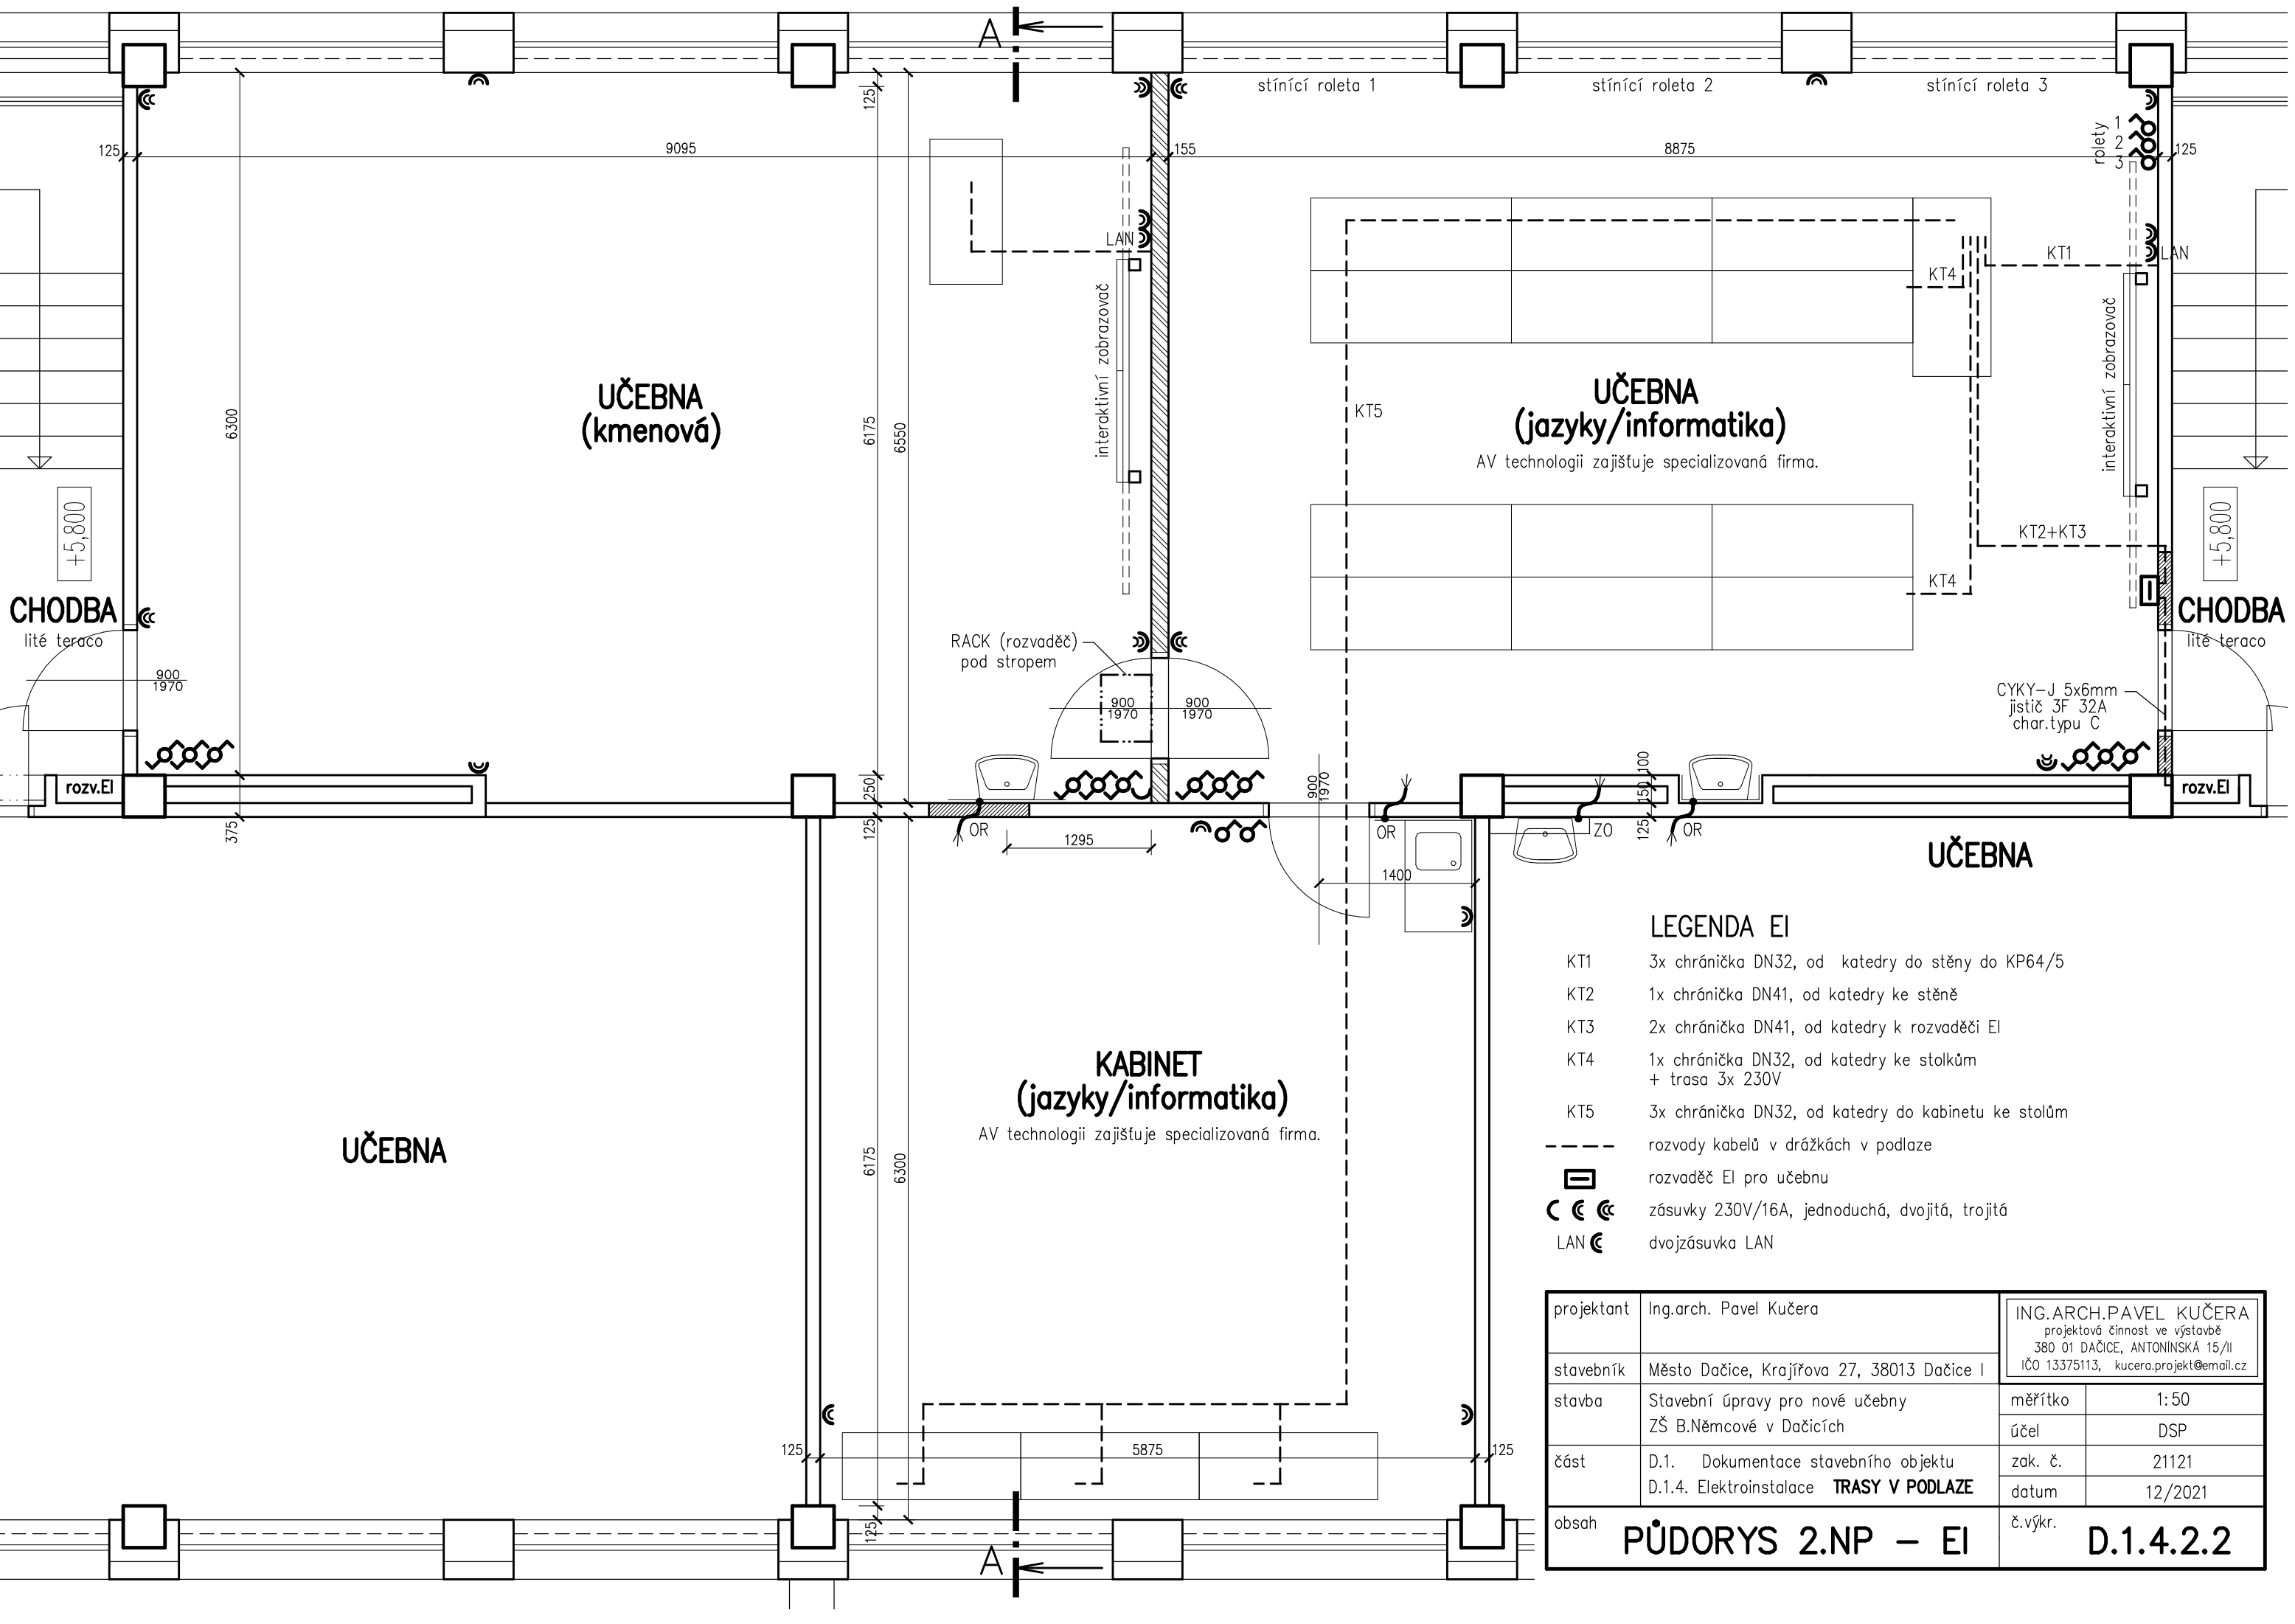 A
stínící roleta 1
stínící roleta 2
stínící roleta 3
125
rolety
1
2
3
125
9095
155
8875
125
LAN
KT1
LAN
KT4
interaktivní zobrazovač
interaktivní zobrazovač
6300
6175
6550
UČEBNA
(kmenová)
KT5
UČEBNA
(jazyky/informatika)
AV technologii zajišťuje specializovaná firma.
+5,800
+5,800
KT2+KT3
KT4
CHODBA
lité teraco
CHODBA
lité teraco
RACK (rozvaděč)
pod stropem
900
1970
900
1970
900
1970
CYKY-J 5x6mm
jistič 3F 32A
char.typu C
rozv.El
rozv.El
250
900
1970
100
150
125
375
125
OR
OR
ZO
OR
1295
1400
UČEBNA
LEGENDA El
KT1 3x chránička DN32, od katedry do stěny do KP64/5
KT2 1x chránička DN41, od katedry ke stěně
KT3 2x chránička DN41, od katedry k rozvaděči El
KT4 1x chránička DN32, od katedry ke stolkům
+ trasa 3x 230V
KT5 3x chránička DN32, od katedry do kabinetu ke stolům
rozvody kabelů v drážkách v podlaze
rozvaděč El pro učebnu
zásuvky 230V/16A, jednoduchá, dvojitá, trojitá
LAN dvojzásuvka LAN
KABINET
(jazyky/informatika)
AV technologii zajišťuje specializovaná firma.
UČEBNA
6175
6300
125
5875
125
125
A
projektant Ing.arch. Pavel Kučera
ING.ARCH.PAVEL KUČERA
projektová činnost ve výstavbě
380 01 DAČICE, ANTONÍNSKÁ 15/II
IČO 13375113, kucera.projekt@email.cz
stavebník Město Dačice, Krajířova 27, 38013 Dačice I
stavba Stavební úpravy pro nové učebny
ZŠ B.Němcové v Dačicích
měřítko 1:50
účel DSP
část D.1. Dokumentace stavebního objektu
D.1.4. Elektroinstalace TRASY V PODLAZE
zak. č. 21121
datum 12/2021
obsah PŮDORYS 2.NP - El
č.výkr. D.1.4.2.2